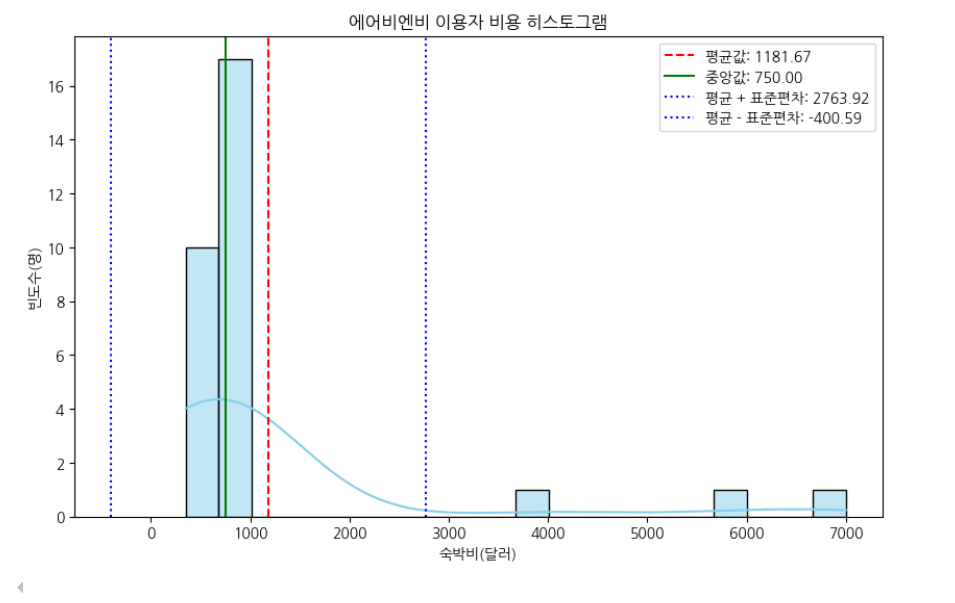 에어비엔비 이용자 비용 히스토그램
평균값: 1181.67
중앙값: 750.00
평균 + 표준편차: 2763.92
평균 - 표준편차: -400.59
빈도수(명)
16
14
12
10
8
6
4
2
0
0 1000 2000 3000 4000 5000 6000 7000
숙박비(달러)